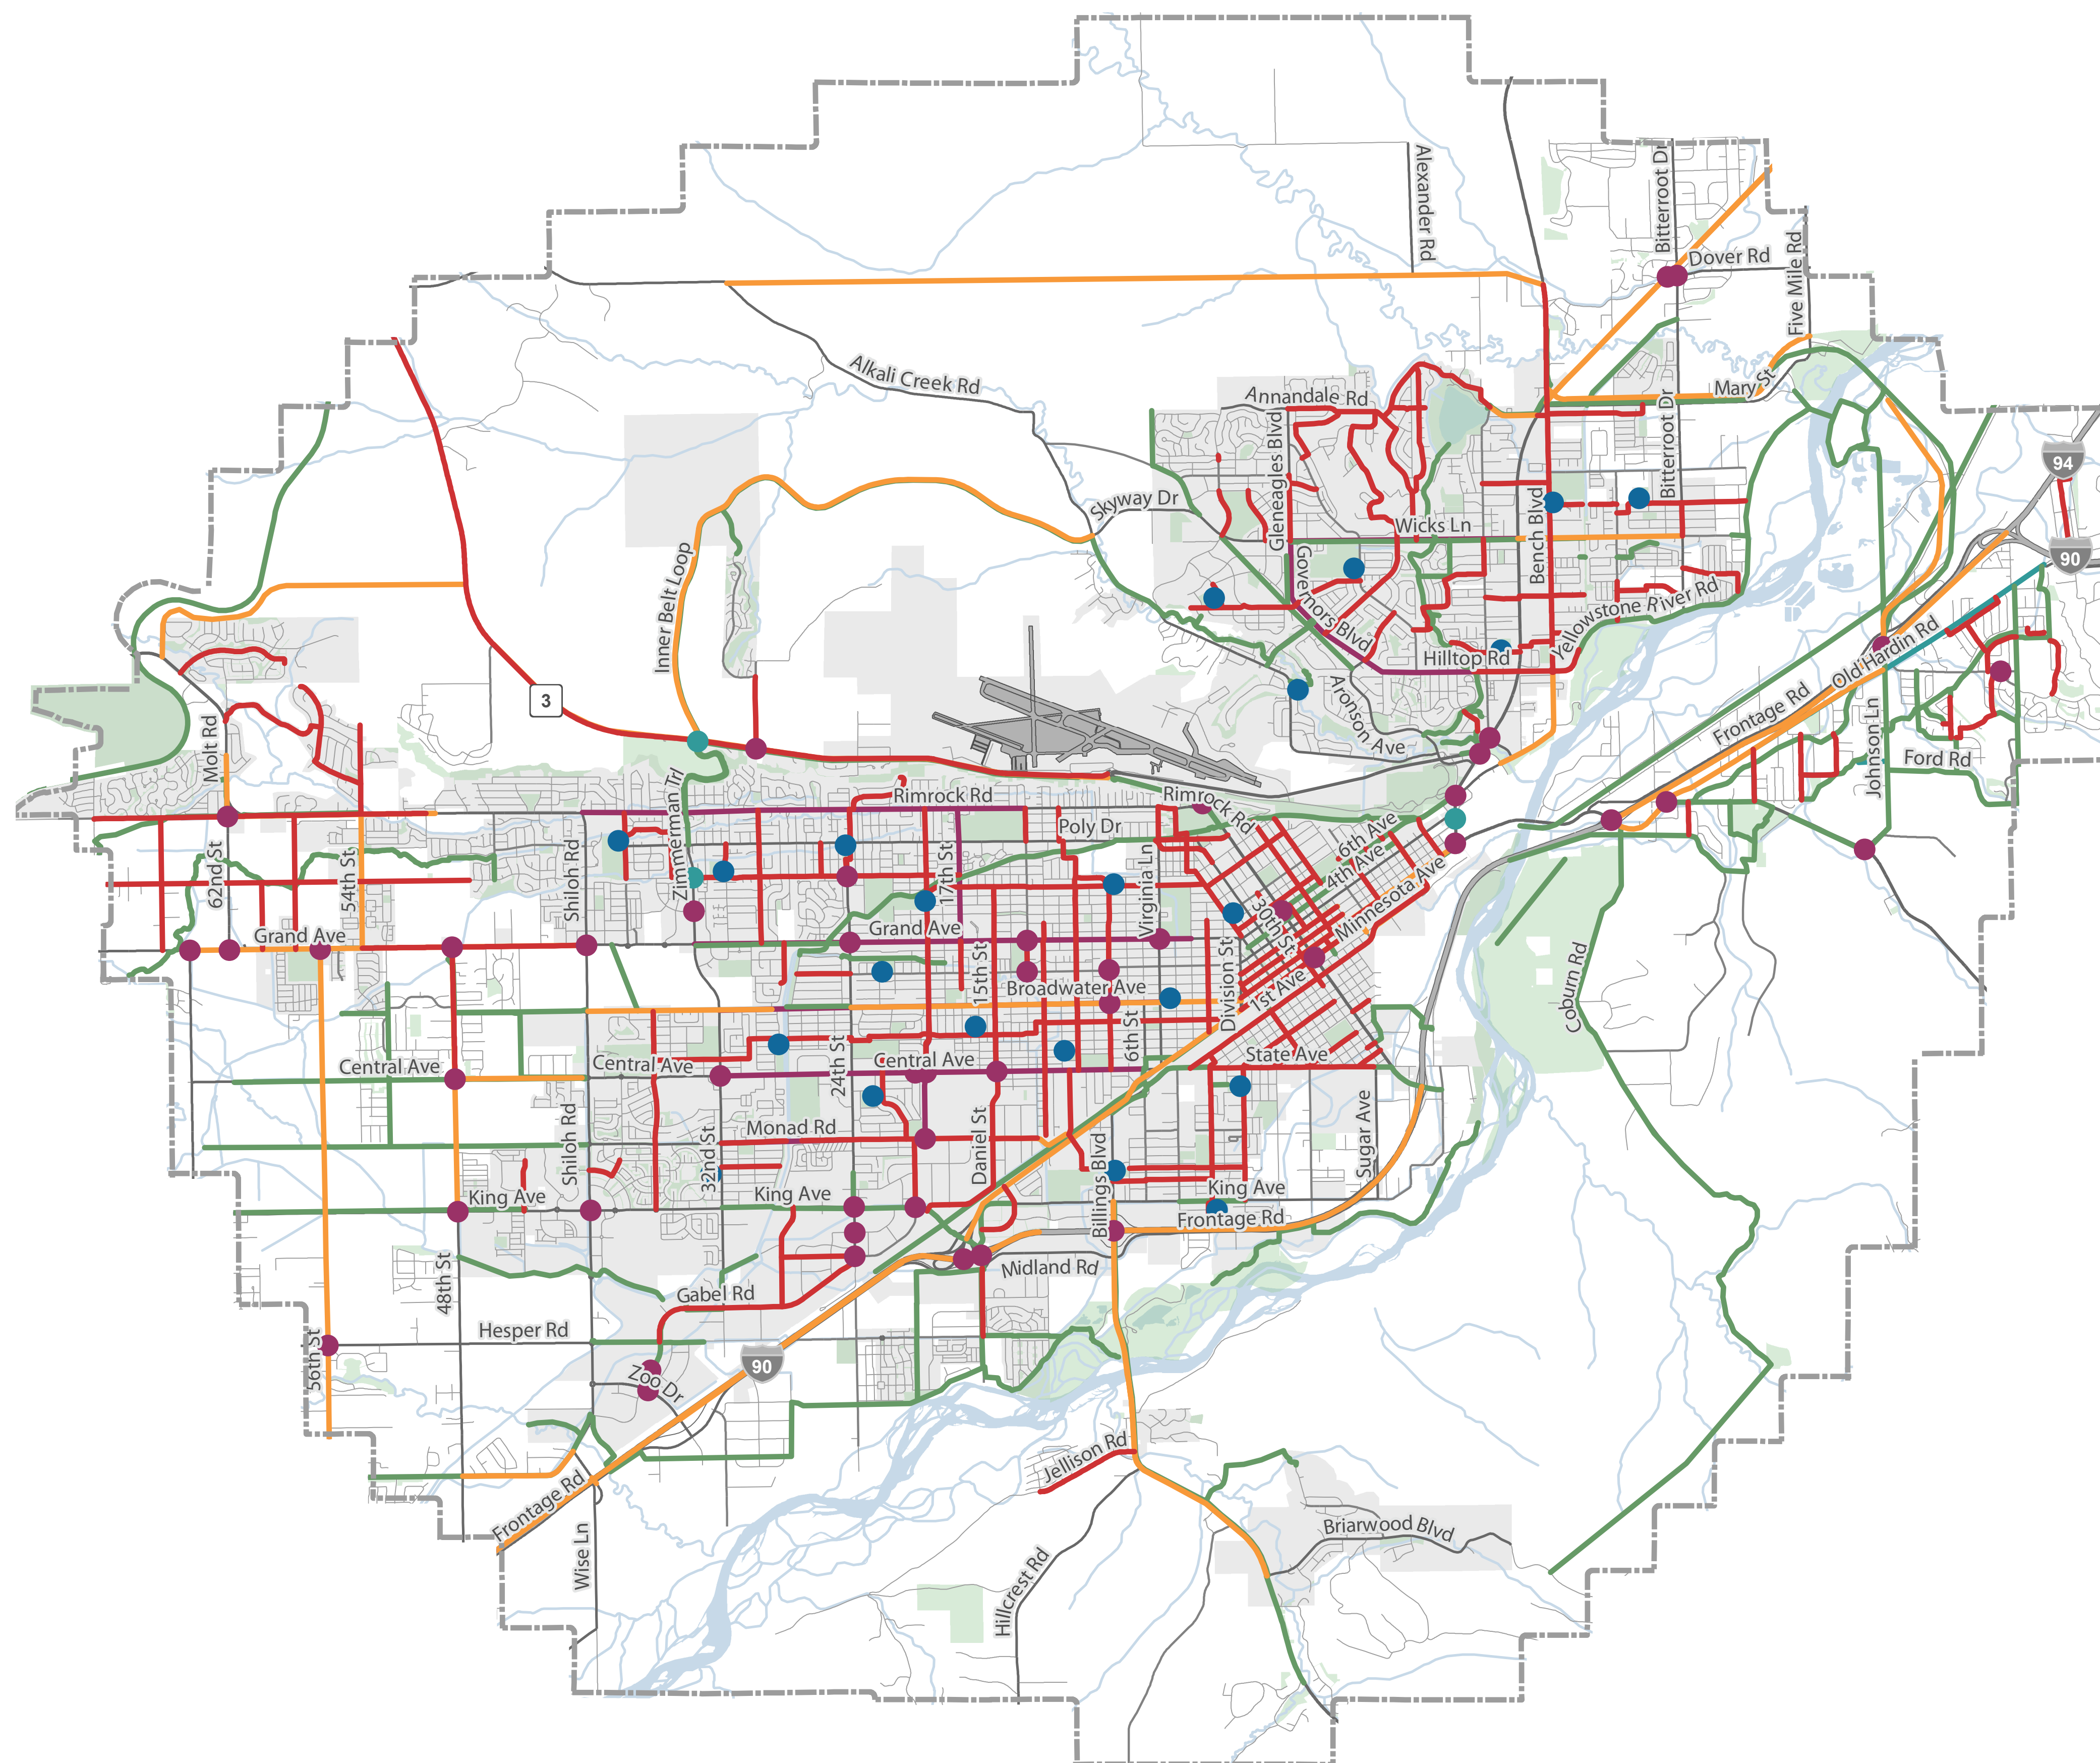 Alexander Rd
Bitterroot Dr
Dover Rd
Five Mile Rd
Alkali Creek Rd
Annandale Rd
Mary St
Gleneagles Blvd
Bitterroot Dr
94
Skyway Dr
Wicks Ln
Bench Blvd
90
Inner Belt Loop
Governors Blvd
Yellowstone River Rd
Hilltop Rd
Old Hardin Rd
3
Aronson Ave
Frontage Rd
Molt Rd
Johnson Ln
Ford Rd
Zimmerman Trl
Rimrock Rd
Rimrock Rd
Poly Dr
6th Ave
4th Ave
62nd St
54th St
Shiloh Rd
17th St
Virginia Ln
Minnesota Ave
30th St
Grand Ave
Grand Ave
15th St
Broadwater Ave
Division St
1st Ave
Coburn Rd
6th St
Central Ave
Central Ave
24th St
Central Ave
State Ave
Shiloh Rd
Monad Rd
32nd St
Daniel St
Sugar Ave
Billings Blvd
King Ave
King Ave
King Ave
Frontage Rd
Midland Rd
48th St
Gabel Rd
Hesper Rd
56th St
90
Zoo Dr
Jellison Rd
Frontage Rd
Wise Ln
Briarwood Blvd
Hillcrest Rd